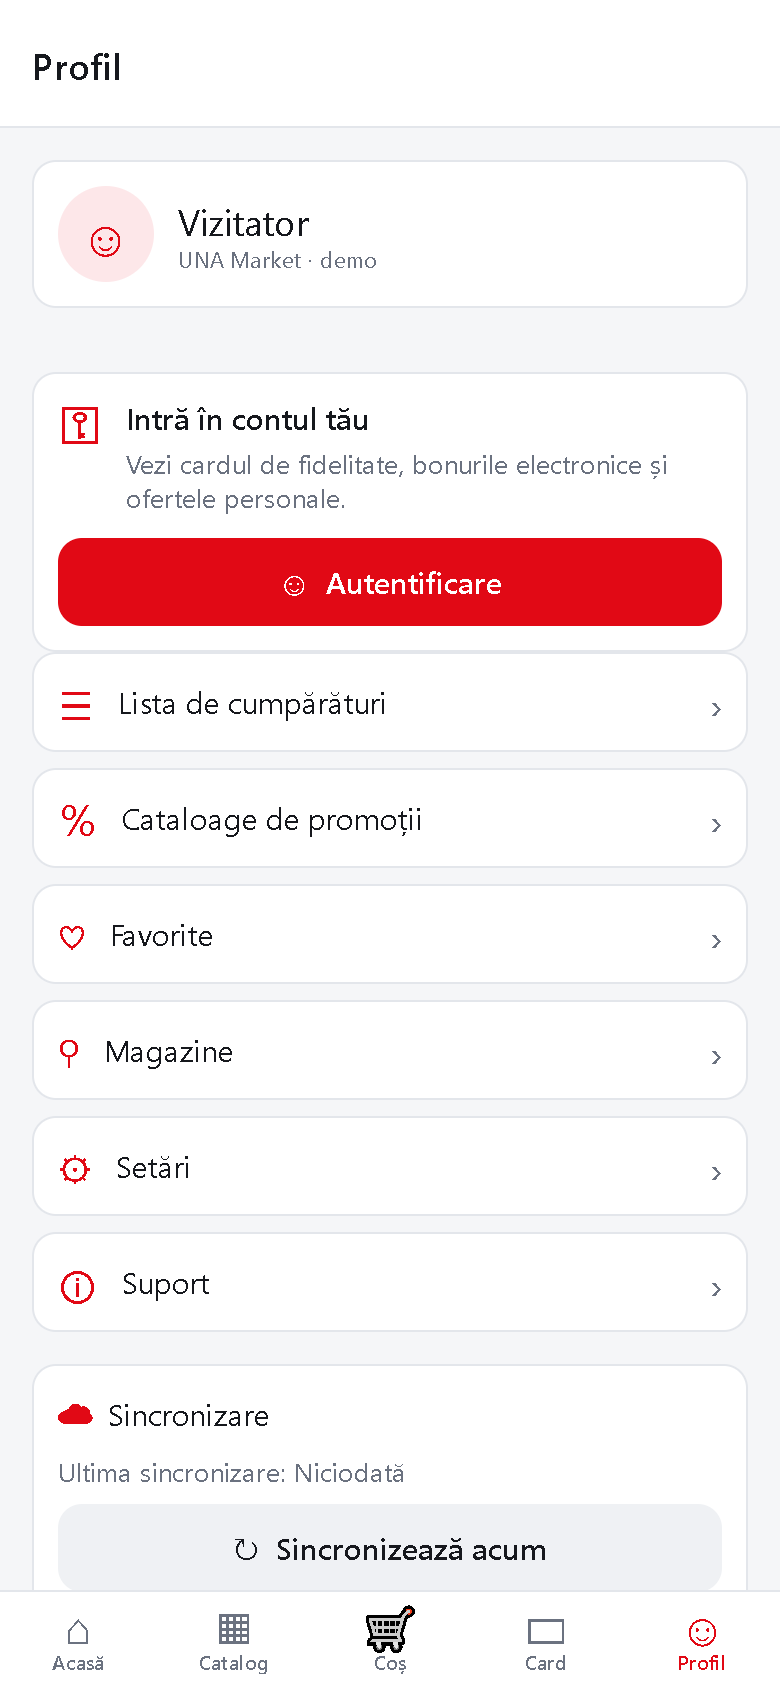 Profil
Vizitator
UNA Market · demo
Intră în contul tău
Vezi cardul de fidelitate, bonurile electronice și
ofertele personale.
Autentificare
Lista de cumpărături
Cataloage de promoții
Favorite
Magazine
Setări
Suport
Sincronizare
Ultima sincronizare: Niciodată
Sincronizează acum
Acasă
Catalog
Coș
Card
Profil